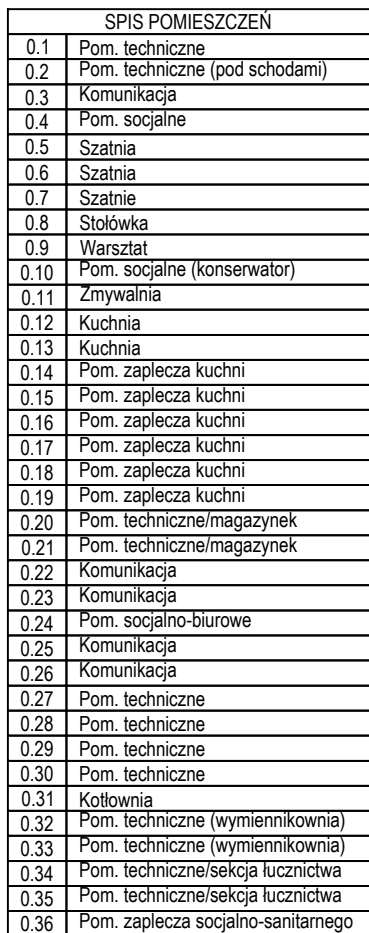 SPIS POMIESZCZEŃ
0.1 Pom. techniczne
0.2 Pom. techniczne (pod schodami)
0.3 Komunikacja
0.4 Pom. socjalne
0.5 Szatnia
0.6 Szatnia
0.7 Szatnie
0.8 Stołówka
0.9 Warsztat
0.10 Pom. socjalne (konserwator)
0.11 Zmywalnia
0.12 Kuchnia
0.13 Kuchnia
0.14 Pom. zaplecza kuchni
0.15 Pom. zaplecza kuchni
0.16 Pom. zaplecza kuchni
0.17 Pom. zaplecza kuchni
0.18 Pom. zaplecza kuchni
0.19 Pom. zaplecza kuchni
0.20 Pom. techniczne/magazynek
0.21 Pom. techniczne/magazynek
0.22 Komunikacja
0.23 Komunikacja
0.24 Pom. socjalno-biurowe
0.25 Komunikacja
0.26 Komunikacja
0.27 Pom. techniczne
0.28 Pom. techniczne
0.29 Pom. techniczne
0.30 Pom. techniczne
0.31 Kotłownia
0.32 Pom. techniczne (wymiennikownia)
0.33 Pom. techniczne (wymiennikownia)
0.34 Pom. techniczne/sekcja łucznictwa
0.35 Pom. techniczne/sekcja łucznictwa
0.36 Pom. zaplecza socjalno-sanitarnego